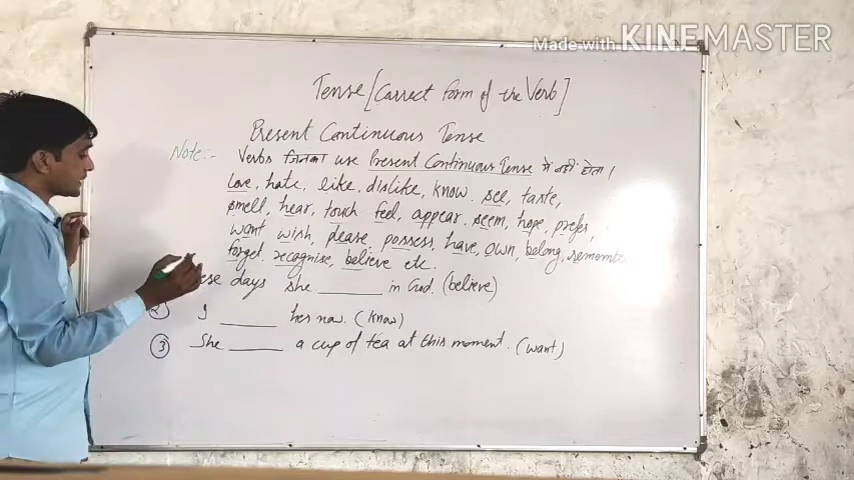 Made with KINEMASTER
Tense [Correct form of the Verb]
Present Continuous Tense
Note:- Verbs जिनका use Present Continuous Tense में नहीं होता।
Love, hate, like, dislike, know. see, taste,
smell, hear, touch feel, appear. seem, hope, prefer,
want wish, please, possess, have, own, belong, remember
forget, recognise, believe etc.
these days she ______ in God. (believe)
② I ______ her now. (know)
③ She ______ a cup of tea at this moment. (want)